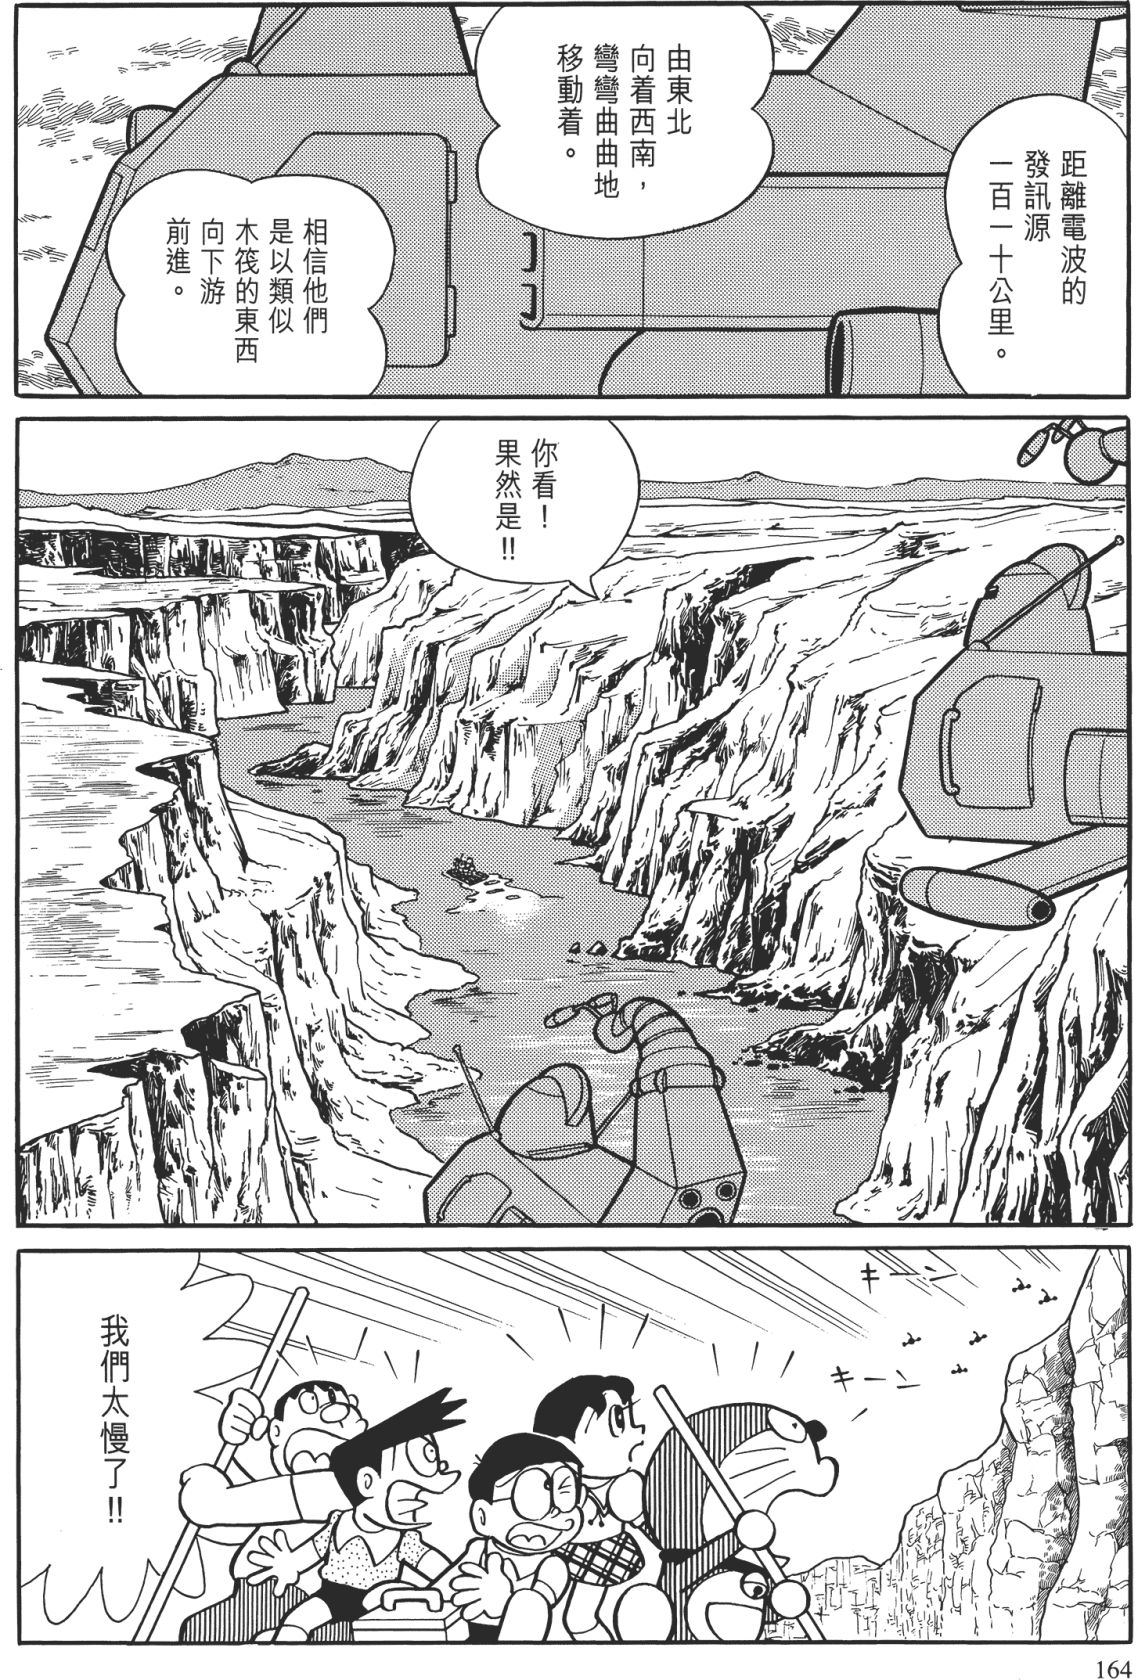 距離電波的
發訊源
一百一十公里。
由東北
向着西南，
彎彎曲曲地
移動着。
相信他們
是以類似
木筏的東西
向下游
前進。
你看！
果然是!!
キーン
キーン
我們太慢了!!
164